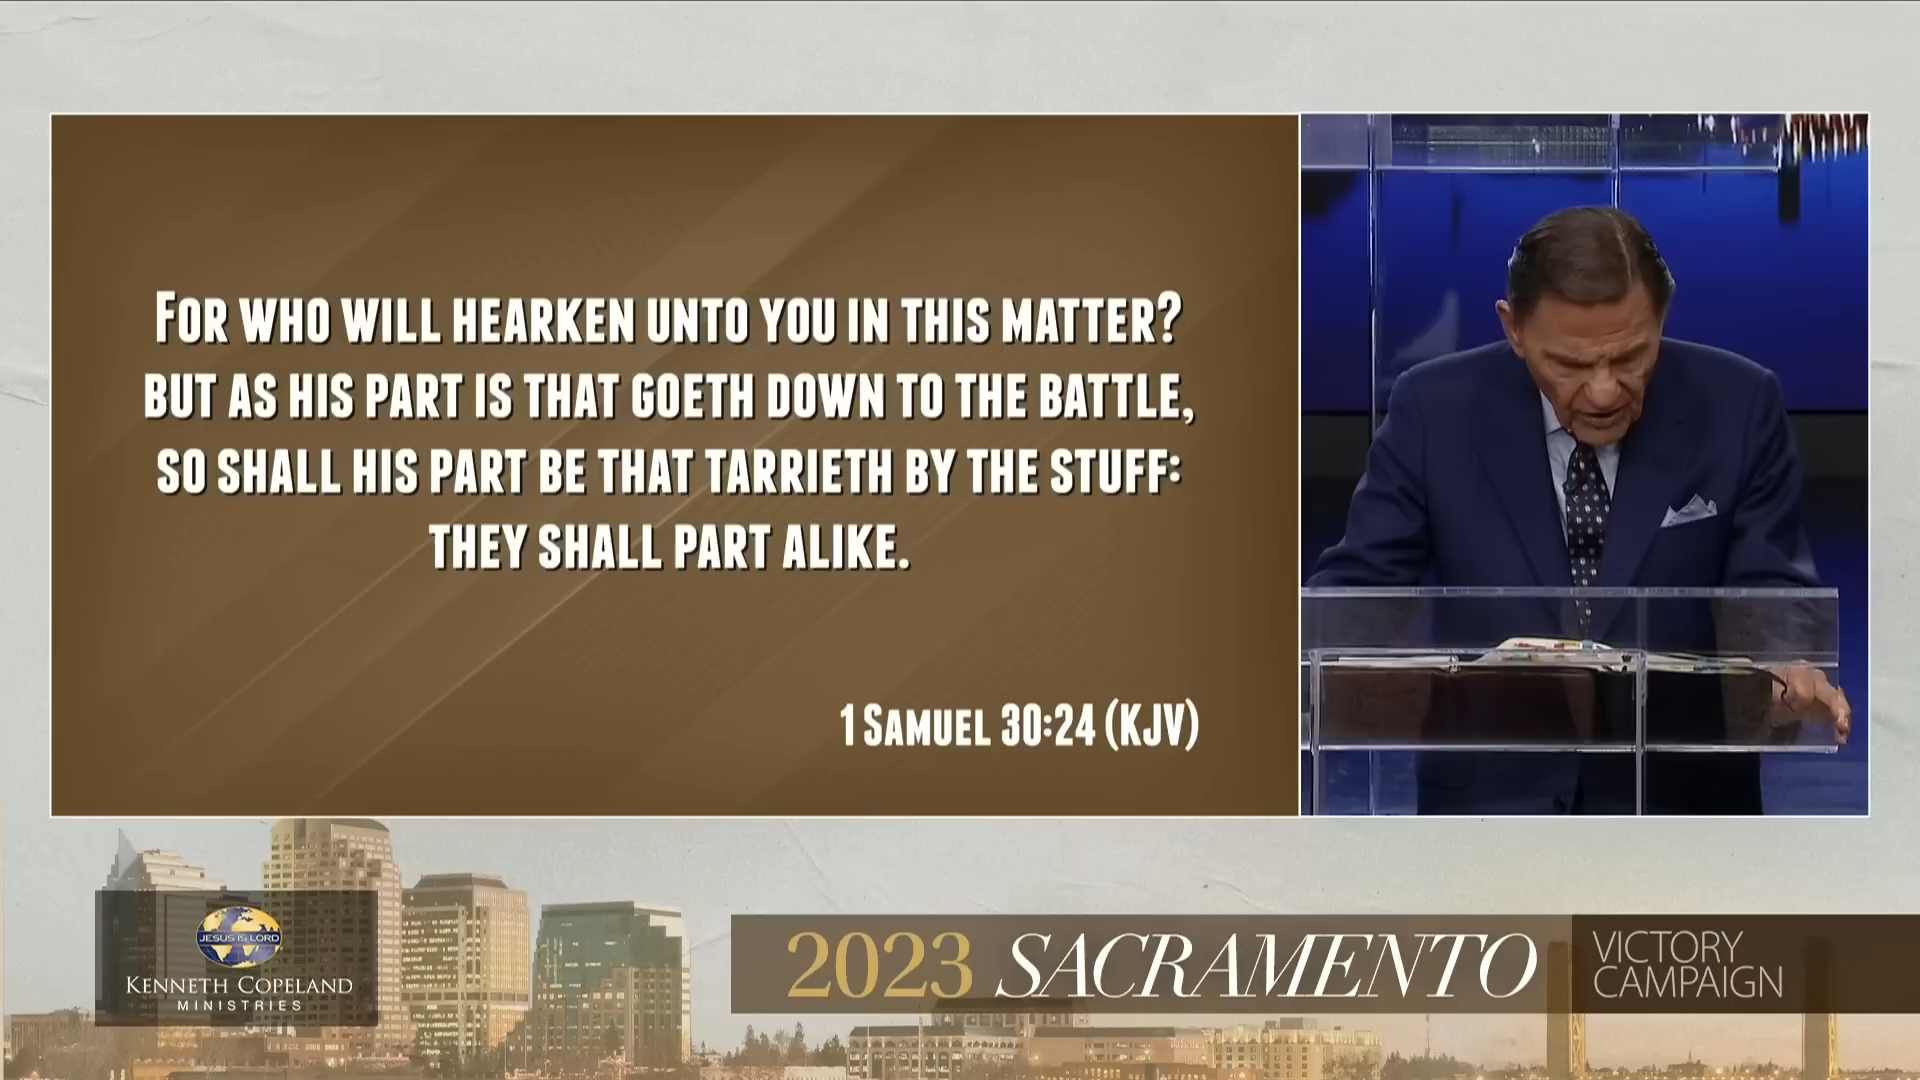 For who will hearken unto you in this matter?
but as his part is that goeth down to the battle,
so shall his part be that tarrieth by the stuff:
they shall part alike.
1 Samuel 30:24 (KJV)
JESUS IS LORD
Kenneth Copeland
MINISTRIES
2023 SACRAMENTO
VICTORY
CAMPAIGN